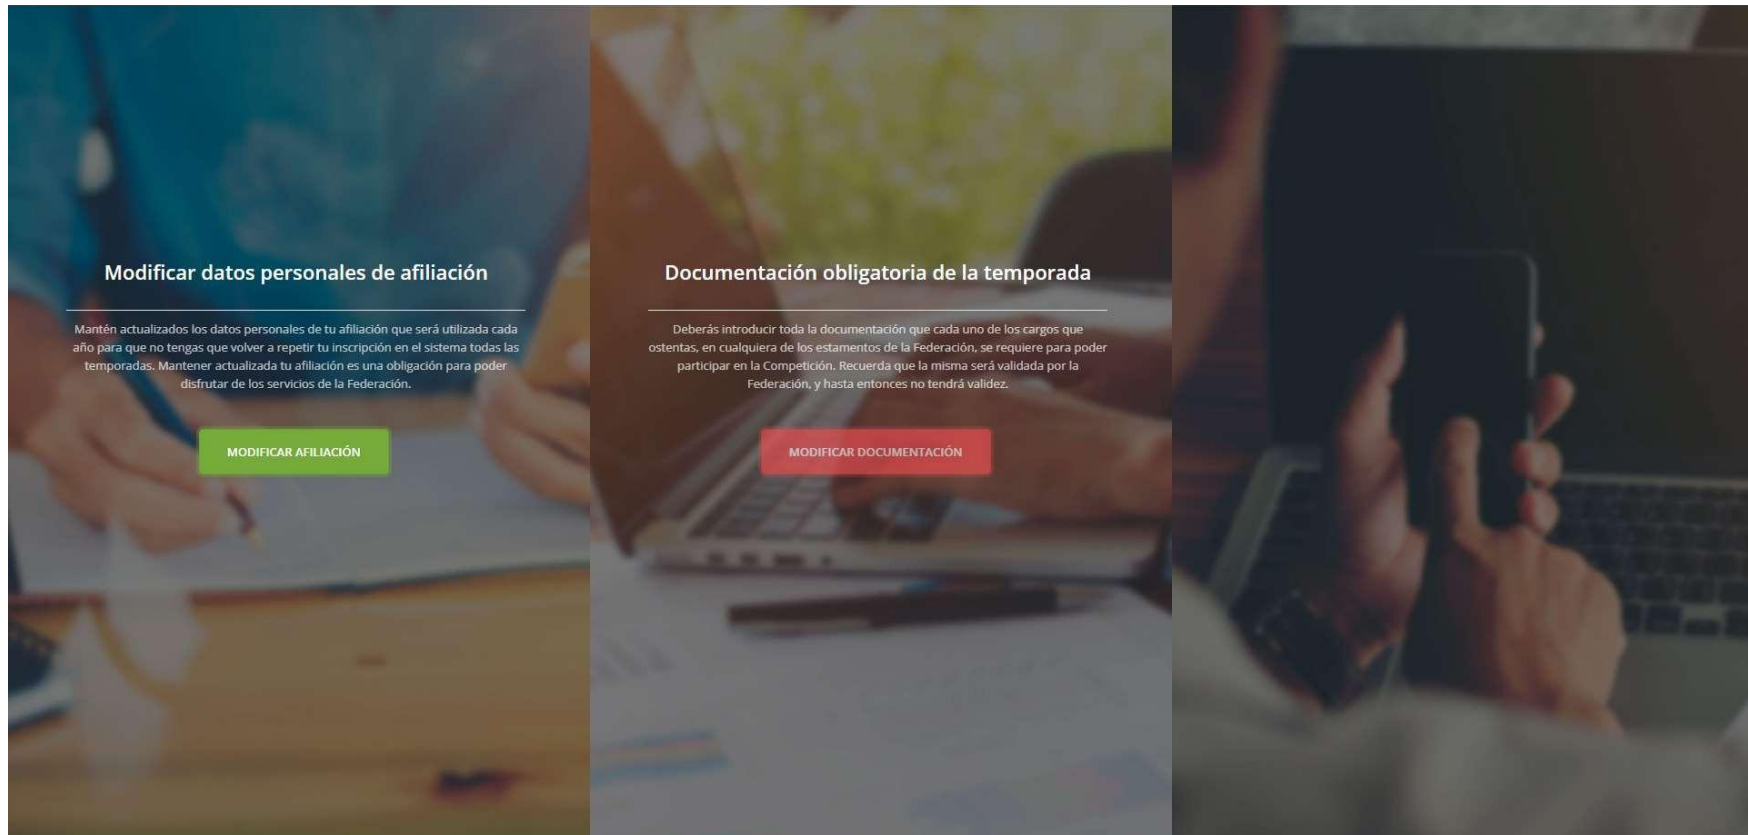 Modificar datos personales de afiliación
Mantén actualizados los datos personales de tu afiliación que será utilizada cada
año para que no tengas que volver a repetir tu inscripción en el sistema todas las
temporadas. Mantener actualizada tu afiliación es una obligación para poder
disfrutar de los servicios de la Federación.
MODIFICAR AFILIACIÓN
Documentación obligatoria de la temporada
Deberás introducir toda la documentación que cada uno de los cargos que
ostentas, en cualquiera de los estamentos de la Federación, se requiere para poder
participar en la Competición. Recuerda que la misma será validada por la
Federación, y hasta entonces no tendrá validez.
MODIFICAR DOCUMENTACIÓN